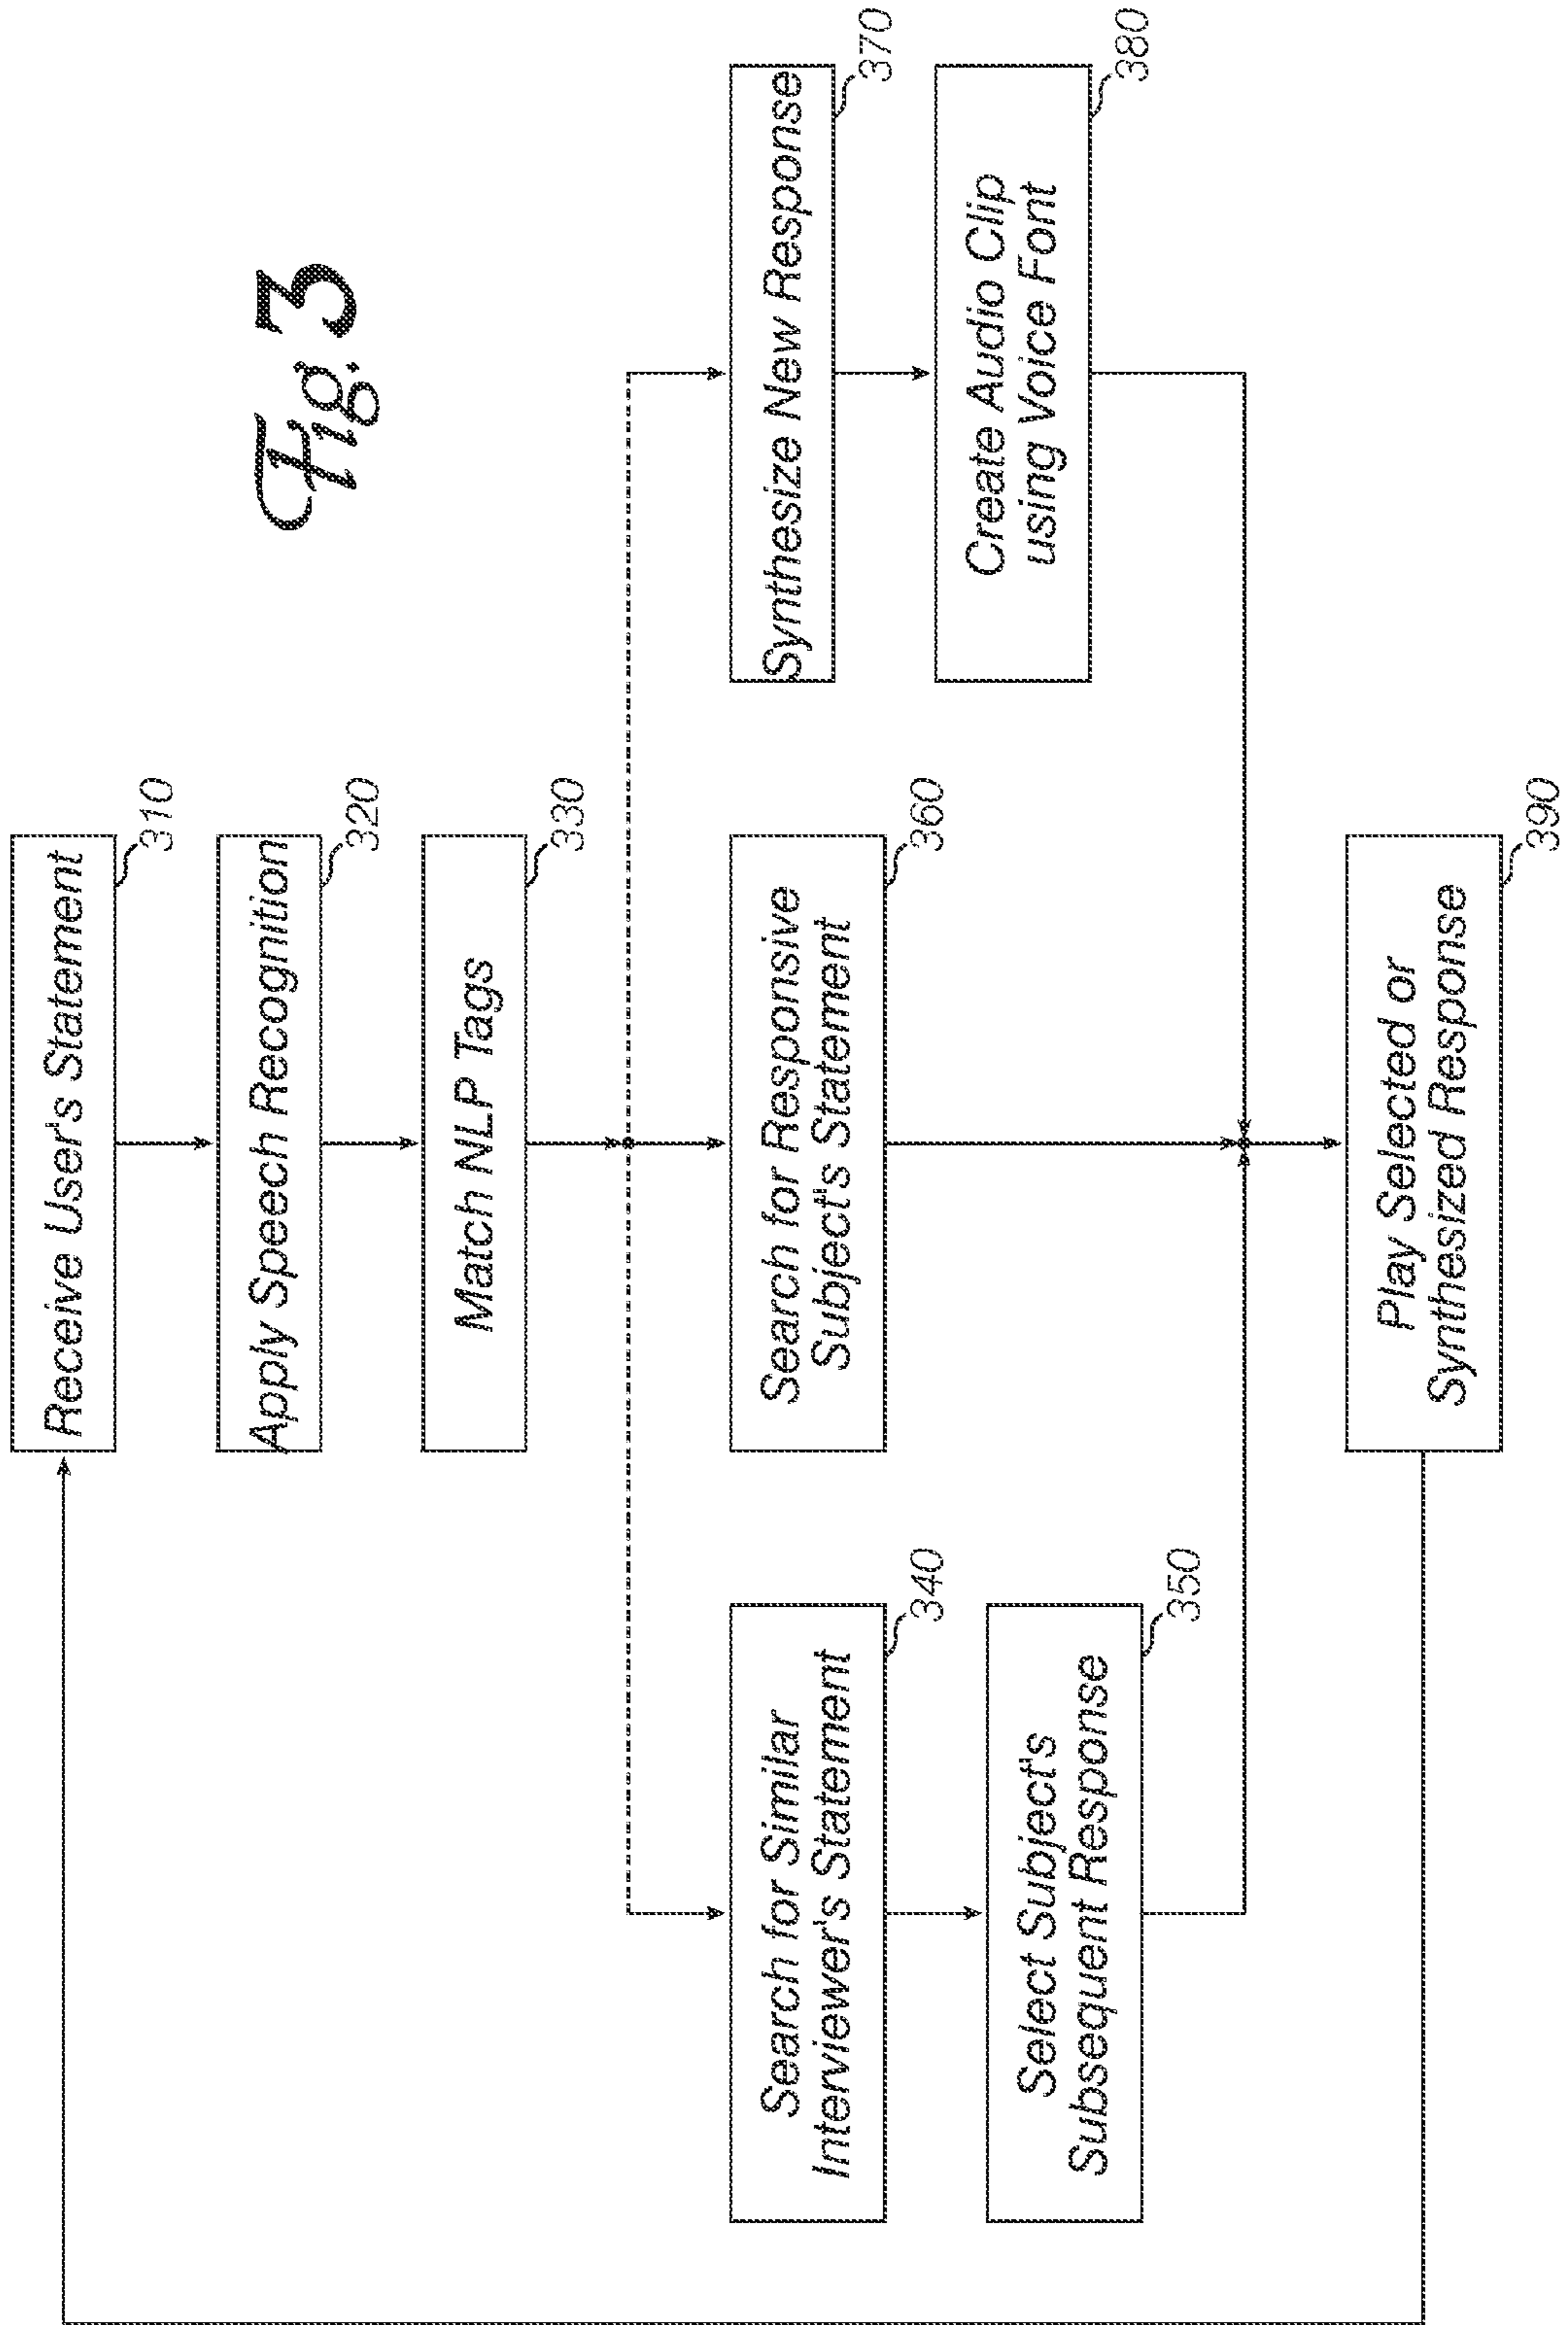 Fig. 3
Receive User's Statement
310
Apply Speech Recognition
320
Match NLP Tags
330
Search for Similar
Interviewer's Statement
340
Select Subject's
Subsequent Response
350
Search for Responsive
Subject's Statement
360
Synthesize New Response
370
Create Audio Clip
using Voice Font
380
Play Selected or
Synthesized Response
390